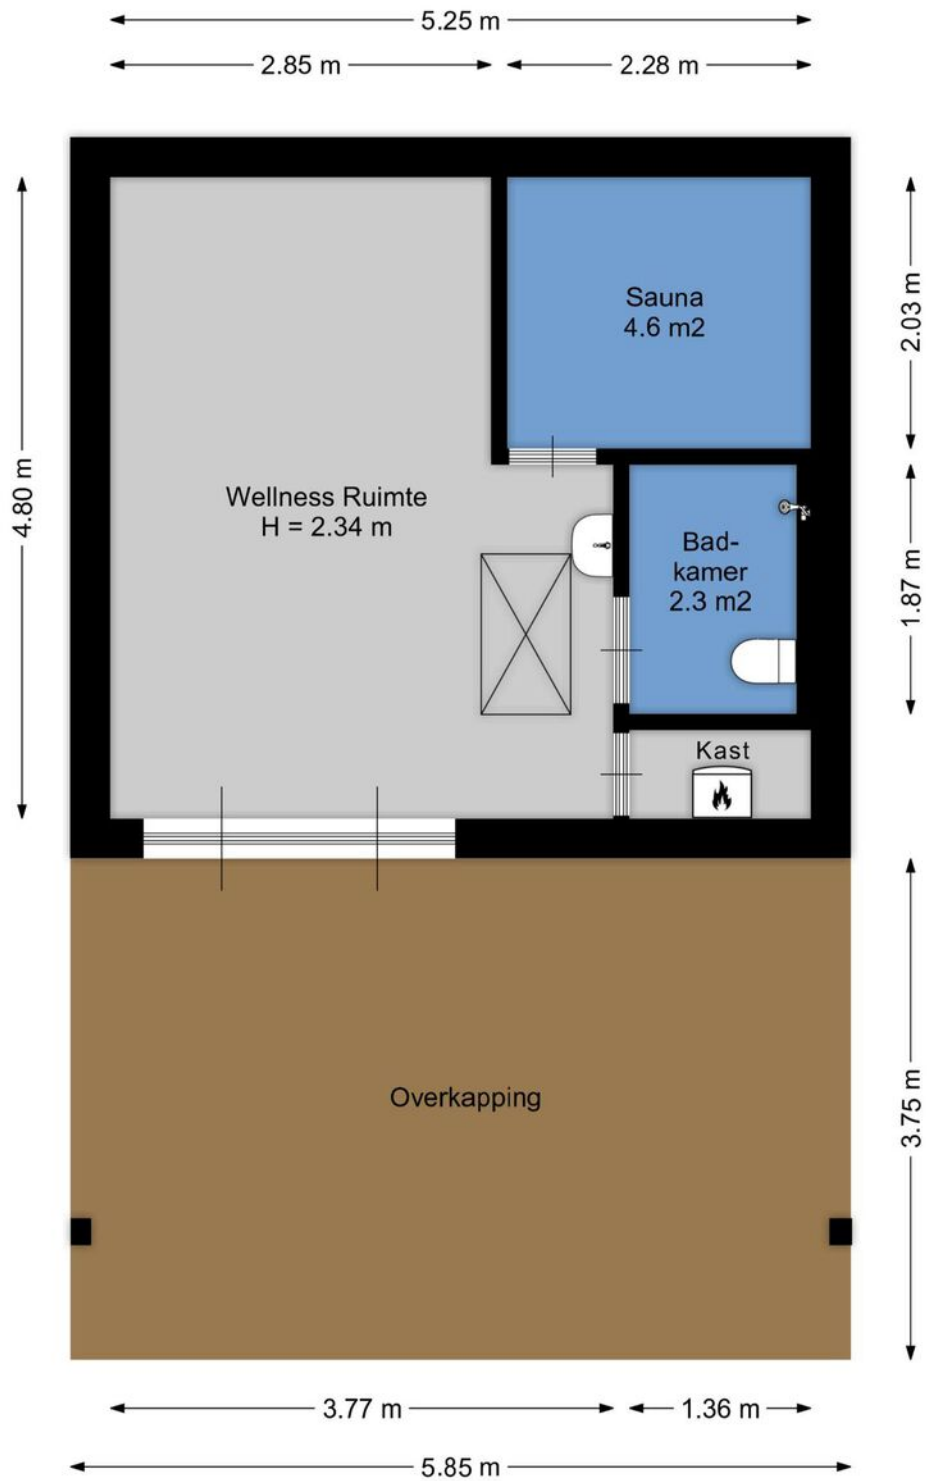 5.25 m
2.85 m
2.28 m
Sauna
4.6 m2
2.03 m
4.80 m
Wellness Ruimte
H = 2.34 m
Bad-
kamer
2.3 m2
1.87 m
Kast
Overkapping
3.75 m
3.77 m
1.36 m
5.85 m